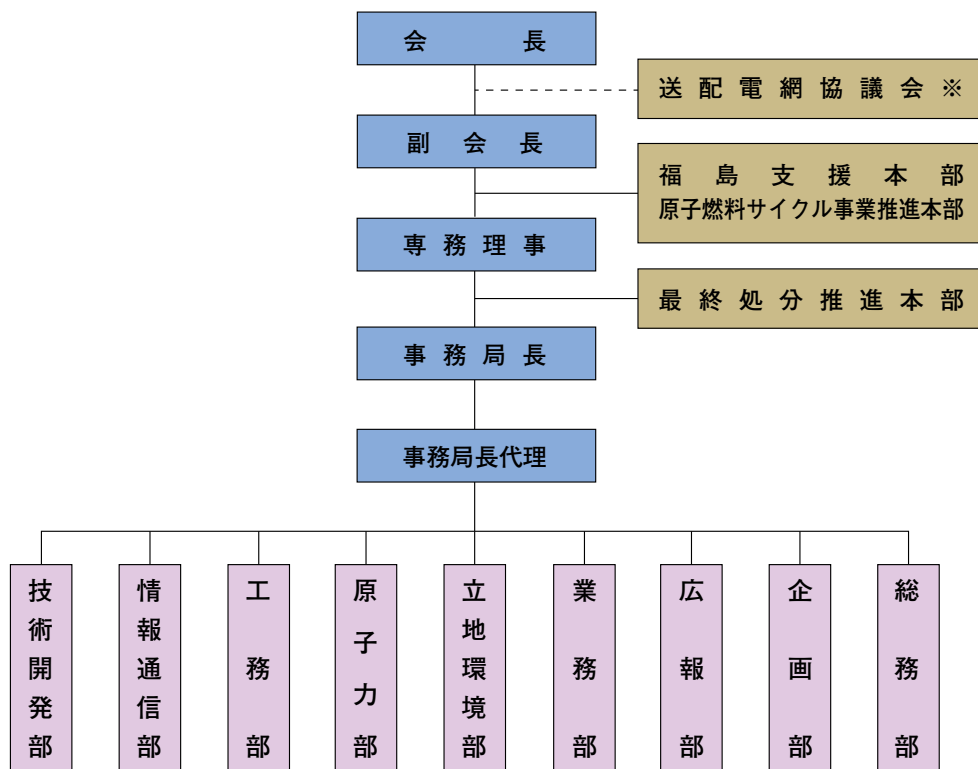 会長
送配電網協議会※
副会長
福島支援本部
原子燃料サイクル事業推進本部
専務理事
最終処分推進本部
事務局長
事務局長代理
技術開発部
情報通信部
工務部
原子力部
立地環境部
業務部
広報部
企画部
総務部